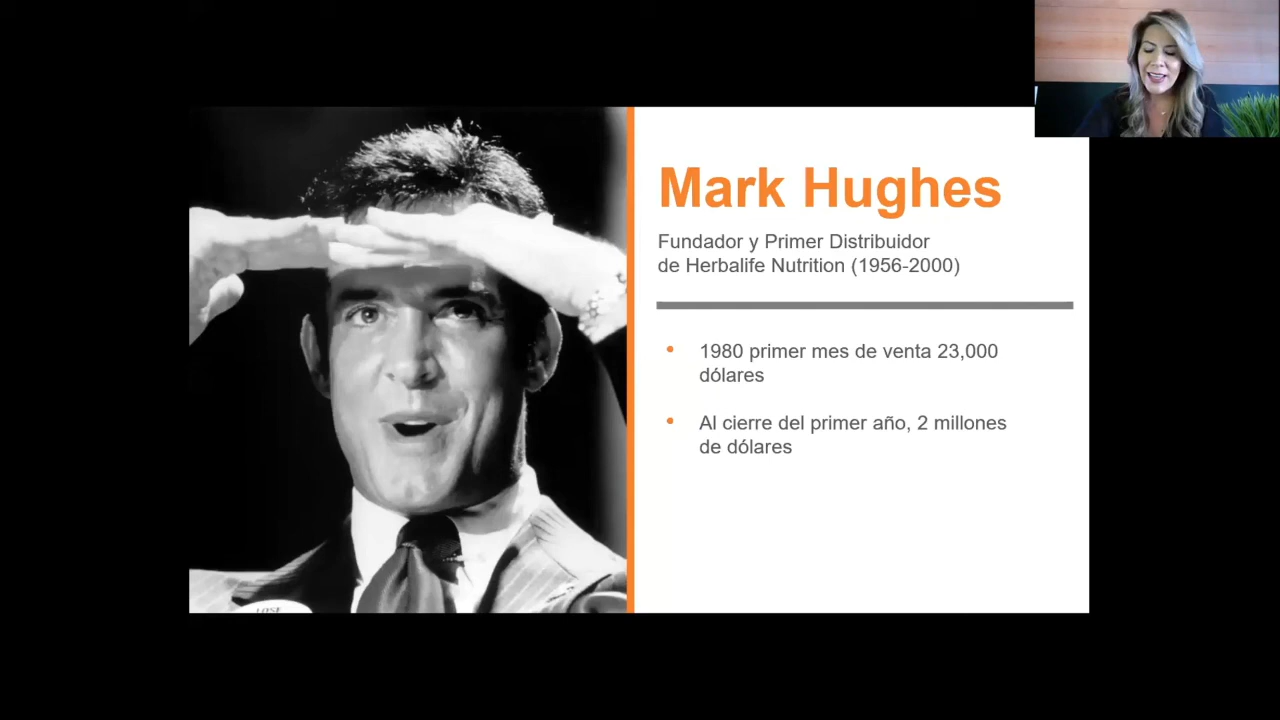 Mark Hughes
Fundador y Primer Distribuidor
de Herbalife Nutrition (1956-2000)
• 1980 primer mes de venta 23,000
dólares
• Al cierre del primer año, 2 millones
de dólares
LOSE